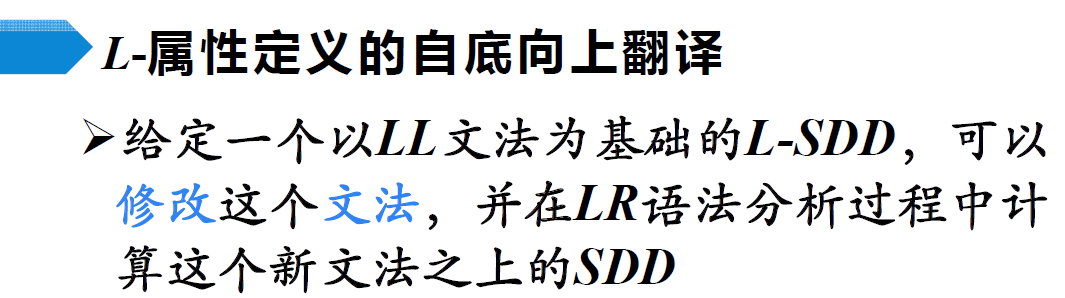 L-属性定义的自底向上翻译
➢给定一个以LL文法为基础的L-SDD，可以
修改这个文法，并在LR语法分析过程中计
算这个新文法之上的SDD